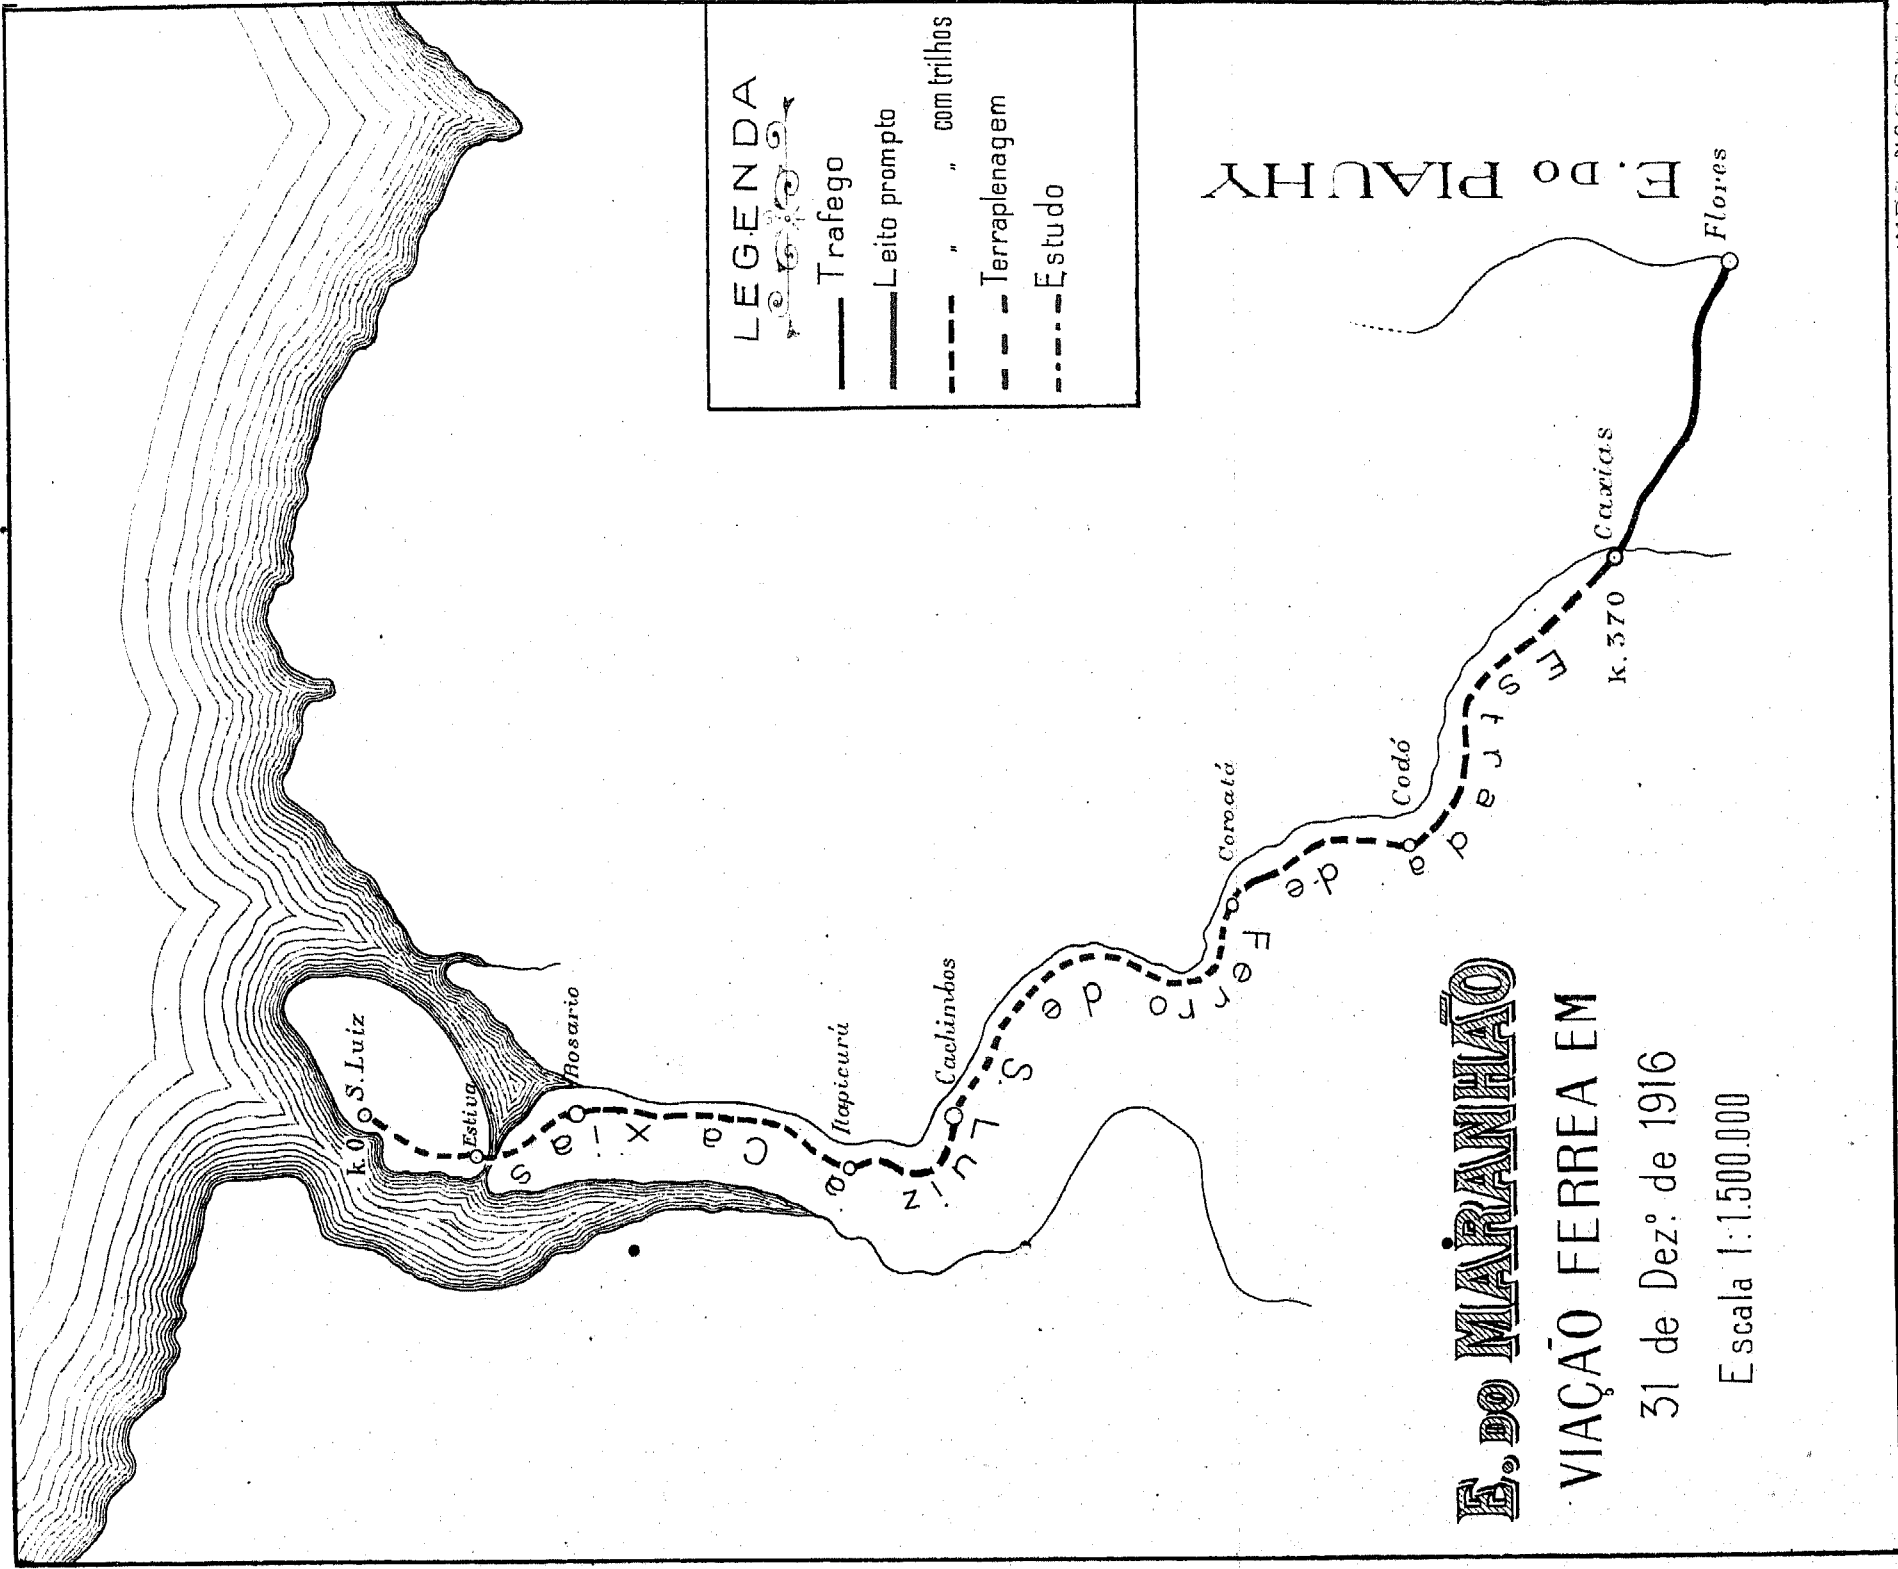 E. DO MARANHÃO
VIAÇÃO FERREA EM
31 de Dez.º de 1916
Escala 1:1.500.000
LEGENDA
Trafego
Leito prompto
" " com trilhos
Terraplenagem
Estudo
E. DO PIAUHY
k. 0
S. Luiz
Estiva
Rosario
Itapicurú
Cachimbos
Coroatá
Codó
Caxias
k. 370
Flores
Estrada de Ferro de S. Luiz a Caxias